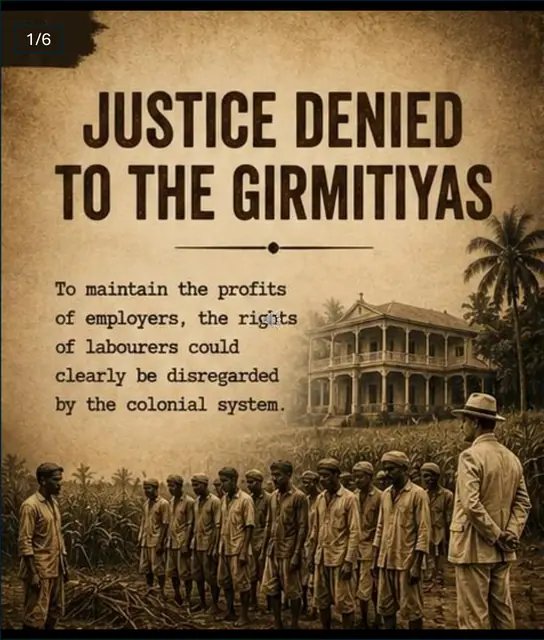 1/6
JUSTICE DENIED
TO THE GIRMITIYAS
To maintain the profits
of employers, the rights
of labourers could
clearly be disregarded
by the colonial system.